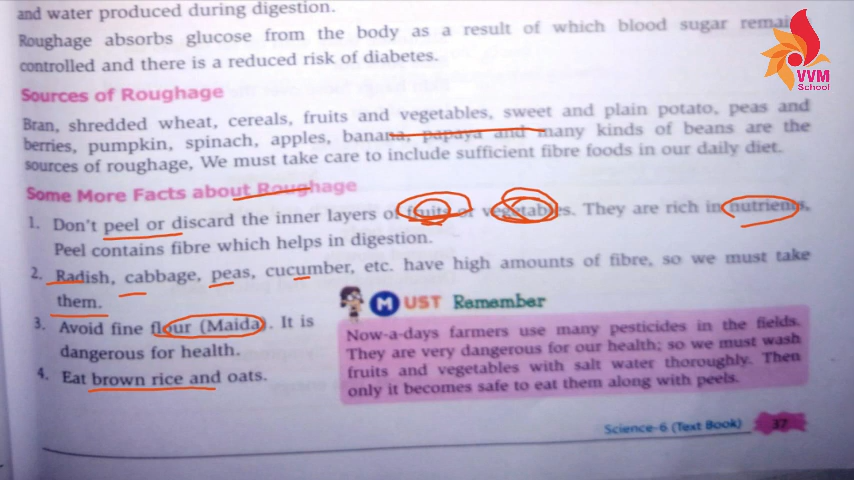 and water produced during digestion.
Roughage absorbs glucose from the body as a result of which blood sugar remain
controlled and there is a reduced risk of diabetes.
VVM
School
Sources of Roughage
Bran, shredded wheat, cereals, fruits and vegetables, sweet and plain potato, peas and
berries, pumpkin, spinach, apples, banana, papaya and many kinds of beans are the
sources of roughage, We must take care to include sufficient fibre foods in our daily diet.
Some More Facts about Roughage
1. Don't peel or discard the inner layers of fruits or vegetables. They are rich in nutrients.
Peel contains fibre which helps in digestion.
2. Radish, cabbage, peas, cucumber, etc. have high amounts of fibre, so we must take
them.
3. Avoid fine flour (Maida). It is
dangerous for health.
4. Eat brown rice and oats.
MUST Remember
Now-a-days farmers use many pesticides in the fields.
They are very dangerous for our health; so we must wash
fruits and vegetables with salt water thoroughly. Then
only it becomes safe to eat them along with peels.
Science-6 (Text Book)
37